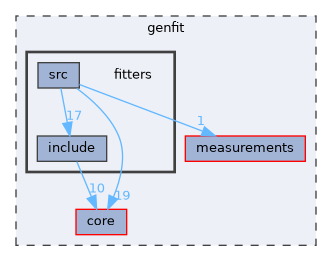 genfit
src
fitters
17
1
include
measurements
10
19
core